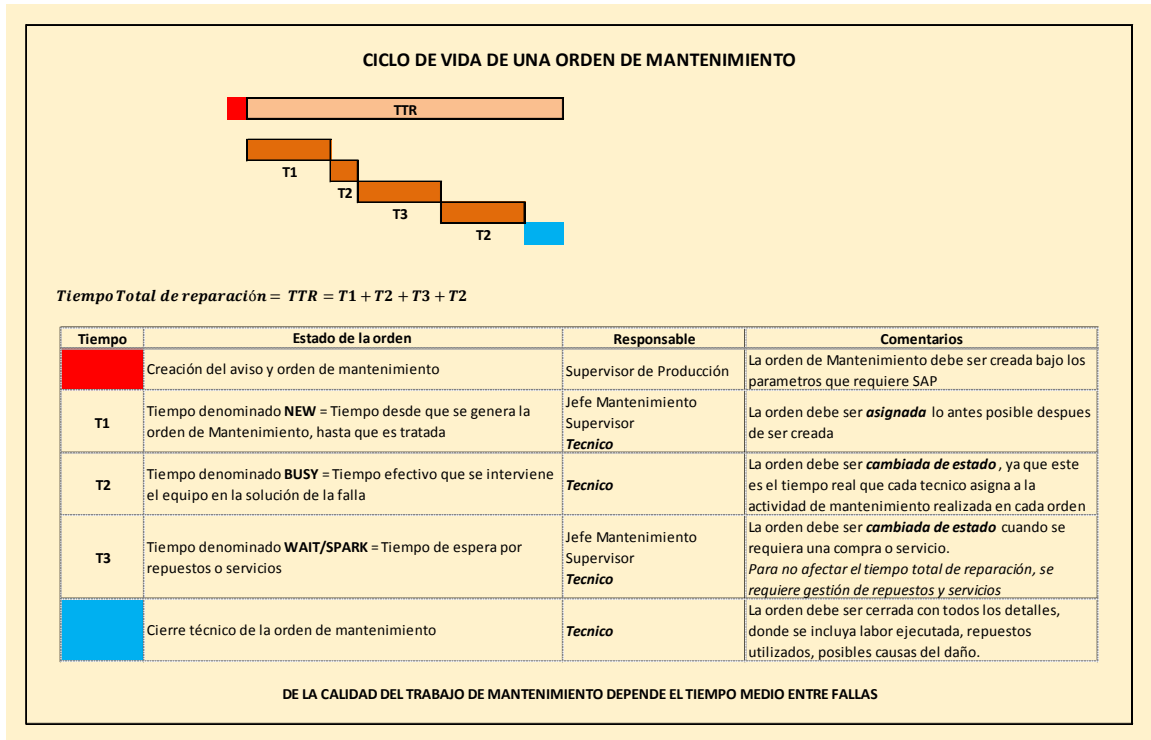 CICLO DE VIDA DE UNA ORDEN DE MANTENIMIENTO
TTR
T1
T2
T3
T2
Tiempo Total de reparación = TTR = T1 + T2 + T3 + T2
Tiempo Estado de la orden Responsable Comentarios
Creación del aviso y orden de mantenimiento
Supervisor de Producción
La orden de Mantenimiento debe ser creada bajo los
parametros que requiere SAP
T1
Tiempo denominado NEW = Tiempo desde que se genera la
orden de Mantenimiento, hasta que es tratada
Jefe Mantenimiento
Supervisor
Tecnico
La orden debe ser asignada lo antes posible despues
de ser creada
T2
Tiempo denominado BUSY = Tiempo efectivo que se interviene
el equipo en la solución de la falla
Tecnico
La orden debe ser cambiada de estado, ya que este
es el tiempo real que cada tecnico asigna a la
actividad de mantenimiento realizada en cada orden
T3
Tiempo denominado WAIT/SPARK = Tiempo de espera por
repuestos o servicios
Jefe Mantenimiento
Supervisor
Tecnico
La orden debe ser cambiada de estado cuando se
requiera una compra o servicio.
Para no afectar el tiempo total de reparación, se
requiere gestión de repuestos y servicios
Cierre técnico de la orden de mantenimiento
Tecnico
La orden debe ser cerrada con todos los detalles,
donde se incluya labor ejecutada, repuestos
utilizados, posibles causas del daño.
DE LA CALIDAD DEL TRABAJO DE MANTENIMIENTO DEPENDE EL TIEMPO MEDIO ENTRE FALLAS